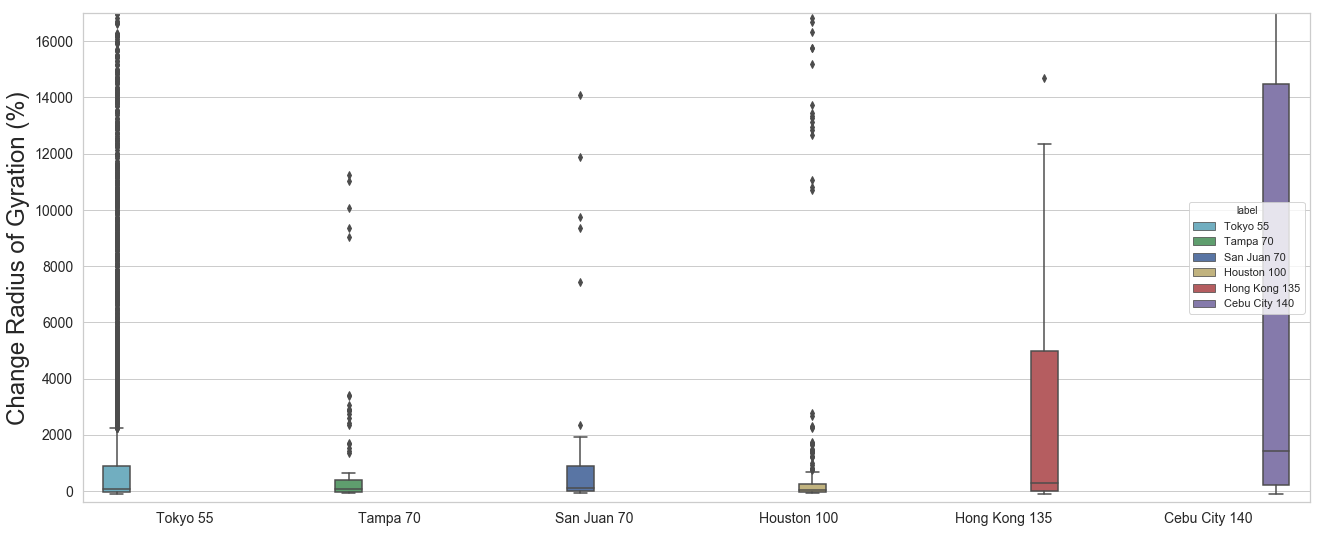 Change Radius of Gyration (%)
16000
14000
12000
10000
8000
6000
4000
2000
0
label
Tokyo 55
Tampa 70
San Juan 70
Houston 100
Hong Kong 135
Cebu City 140
Tokyo 55 Tampa 70 San Juan 70 Houston 100 Hong Kong 135 Cebu City 140